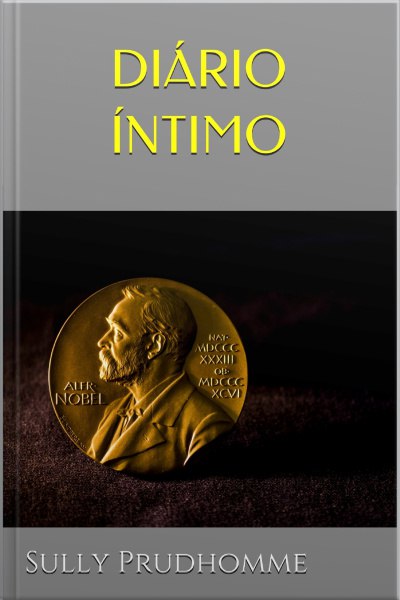 DIÁRIO
ÍNTIMO
NAT·
MDCCC
XXXIII
OB·
MDCCC
XCVI
ALFR·
NOBEL
Sully Prudhomme